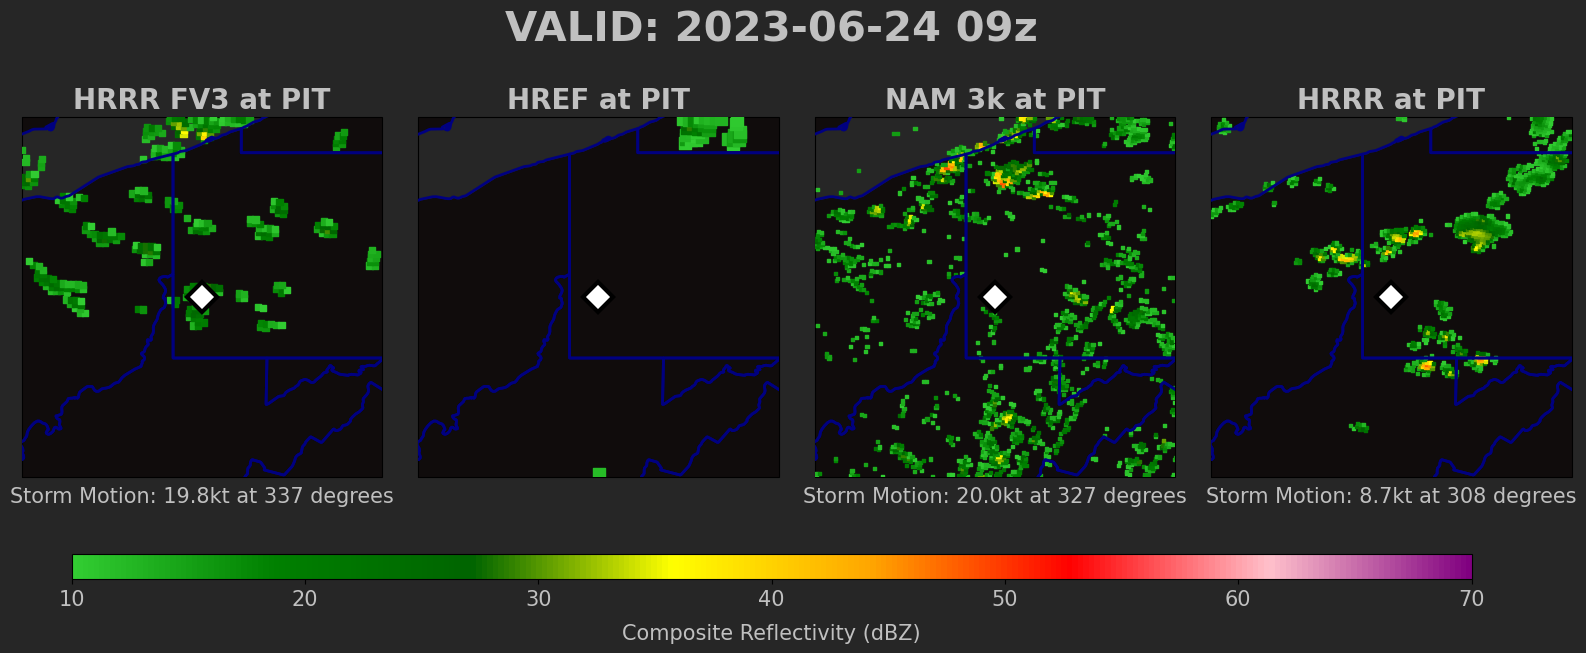 VALID: 2023-06-24 09z
HRRR FV3 at PIT
HREF at PIT
NAM 3k at PIT
HRRR at PIT
Storm Motion: 19.8kt at 337 degrees
Storm Motion: 20.0kt at 327 degrees
Storm Motion: 8.7kt at 308 degrees
10 20 30 40 50 60 70
Composite Reflectivity (dBZ)